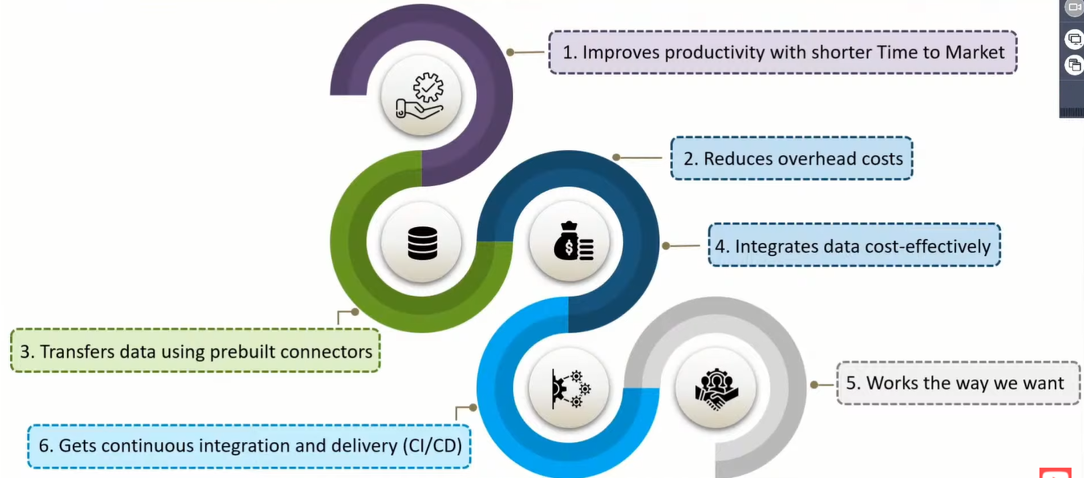 1. Improves productivity with shorter Time to Market
2. Reduces overhead costs
4. Integrates data cost-effectively
3. Transfers data using prebuilt connectors
5. Works the way we want
6. Gets continuous integration and delivery (CI/CD)
$